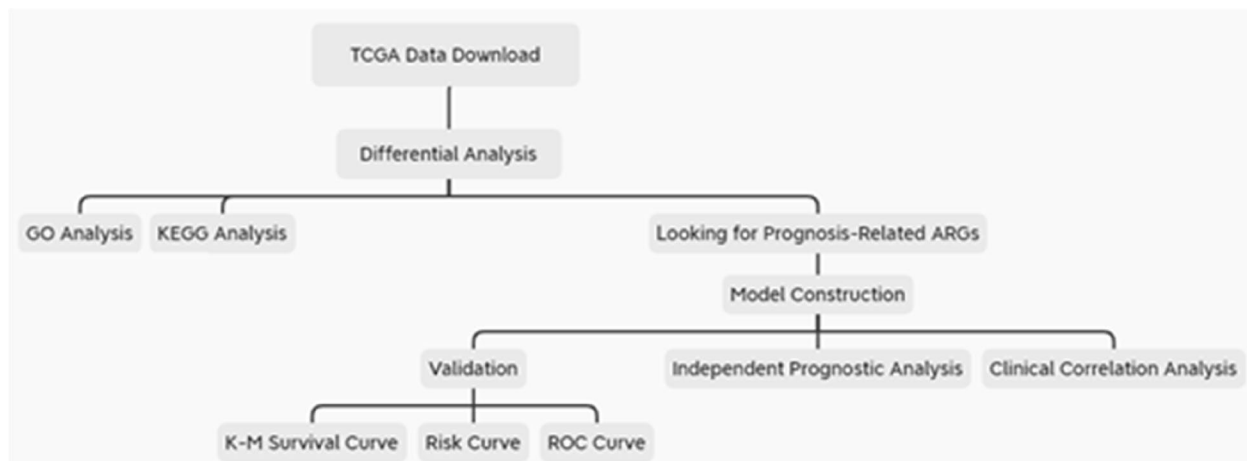 TCGA Data Download
Differential Analysis
GO Analysis
KEGG Analysis
Looking for Prognosis-Related ARGs
Model Construction
Validation
Independent Prognostic Analysis
Clinical Correlation Analysis
K-M Survival Curve
Risk Curve
ROC Curve